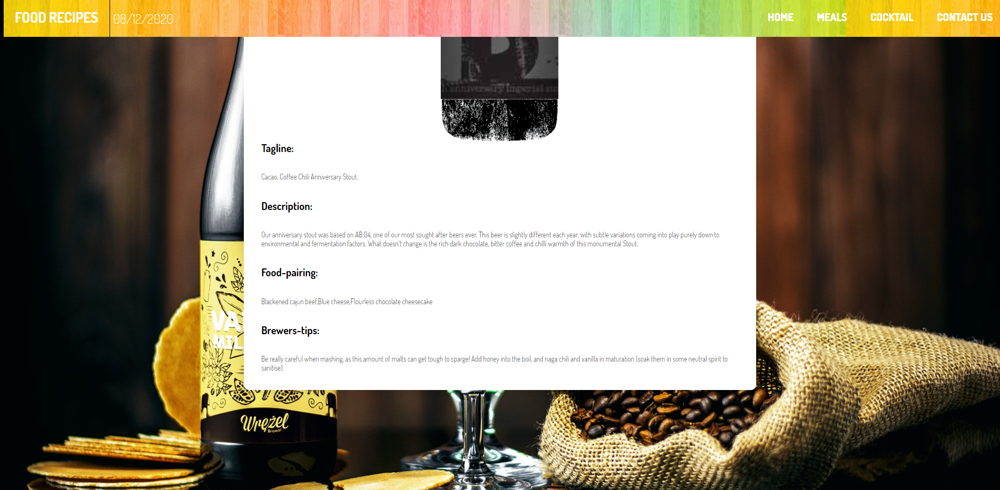 FOOD RECIPES
08/12/2020
HOME
MEALS
COCKTAIL
CONTACT US
anniversary Imperial
Tagline:
Cacao, Coffee Chili Anniversary Stout.
Description:
Our anniversary stout was based on AB:04, one of our most sought after beers ever. This beer is slightly different each year, with subtle variations coming into play purely down to
environmental and fermentation factors. What doesn't change is the rich dark chocolate, bitter coffee and chilli warmth of this monumental Stout.
Food-pairing:
Blackened cajun beef,Blue cheese,Flourless chocolate cheesecake
Brewers-tips:
Be really careful when mashing, as this amount of malts can get tough to sparge! Add honey into the boil, and naga chili and vanilla in maturation (soak them in some neutral spirit to
sanitise).
VA
MIL
Wrężel
Browar